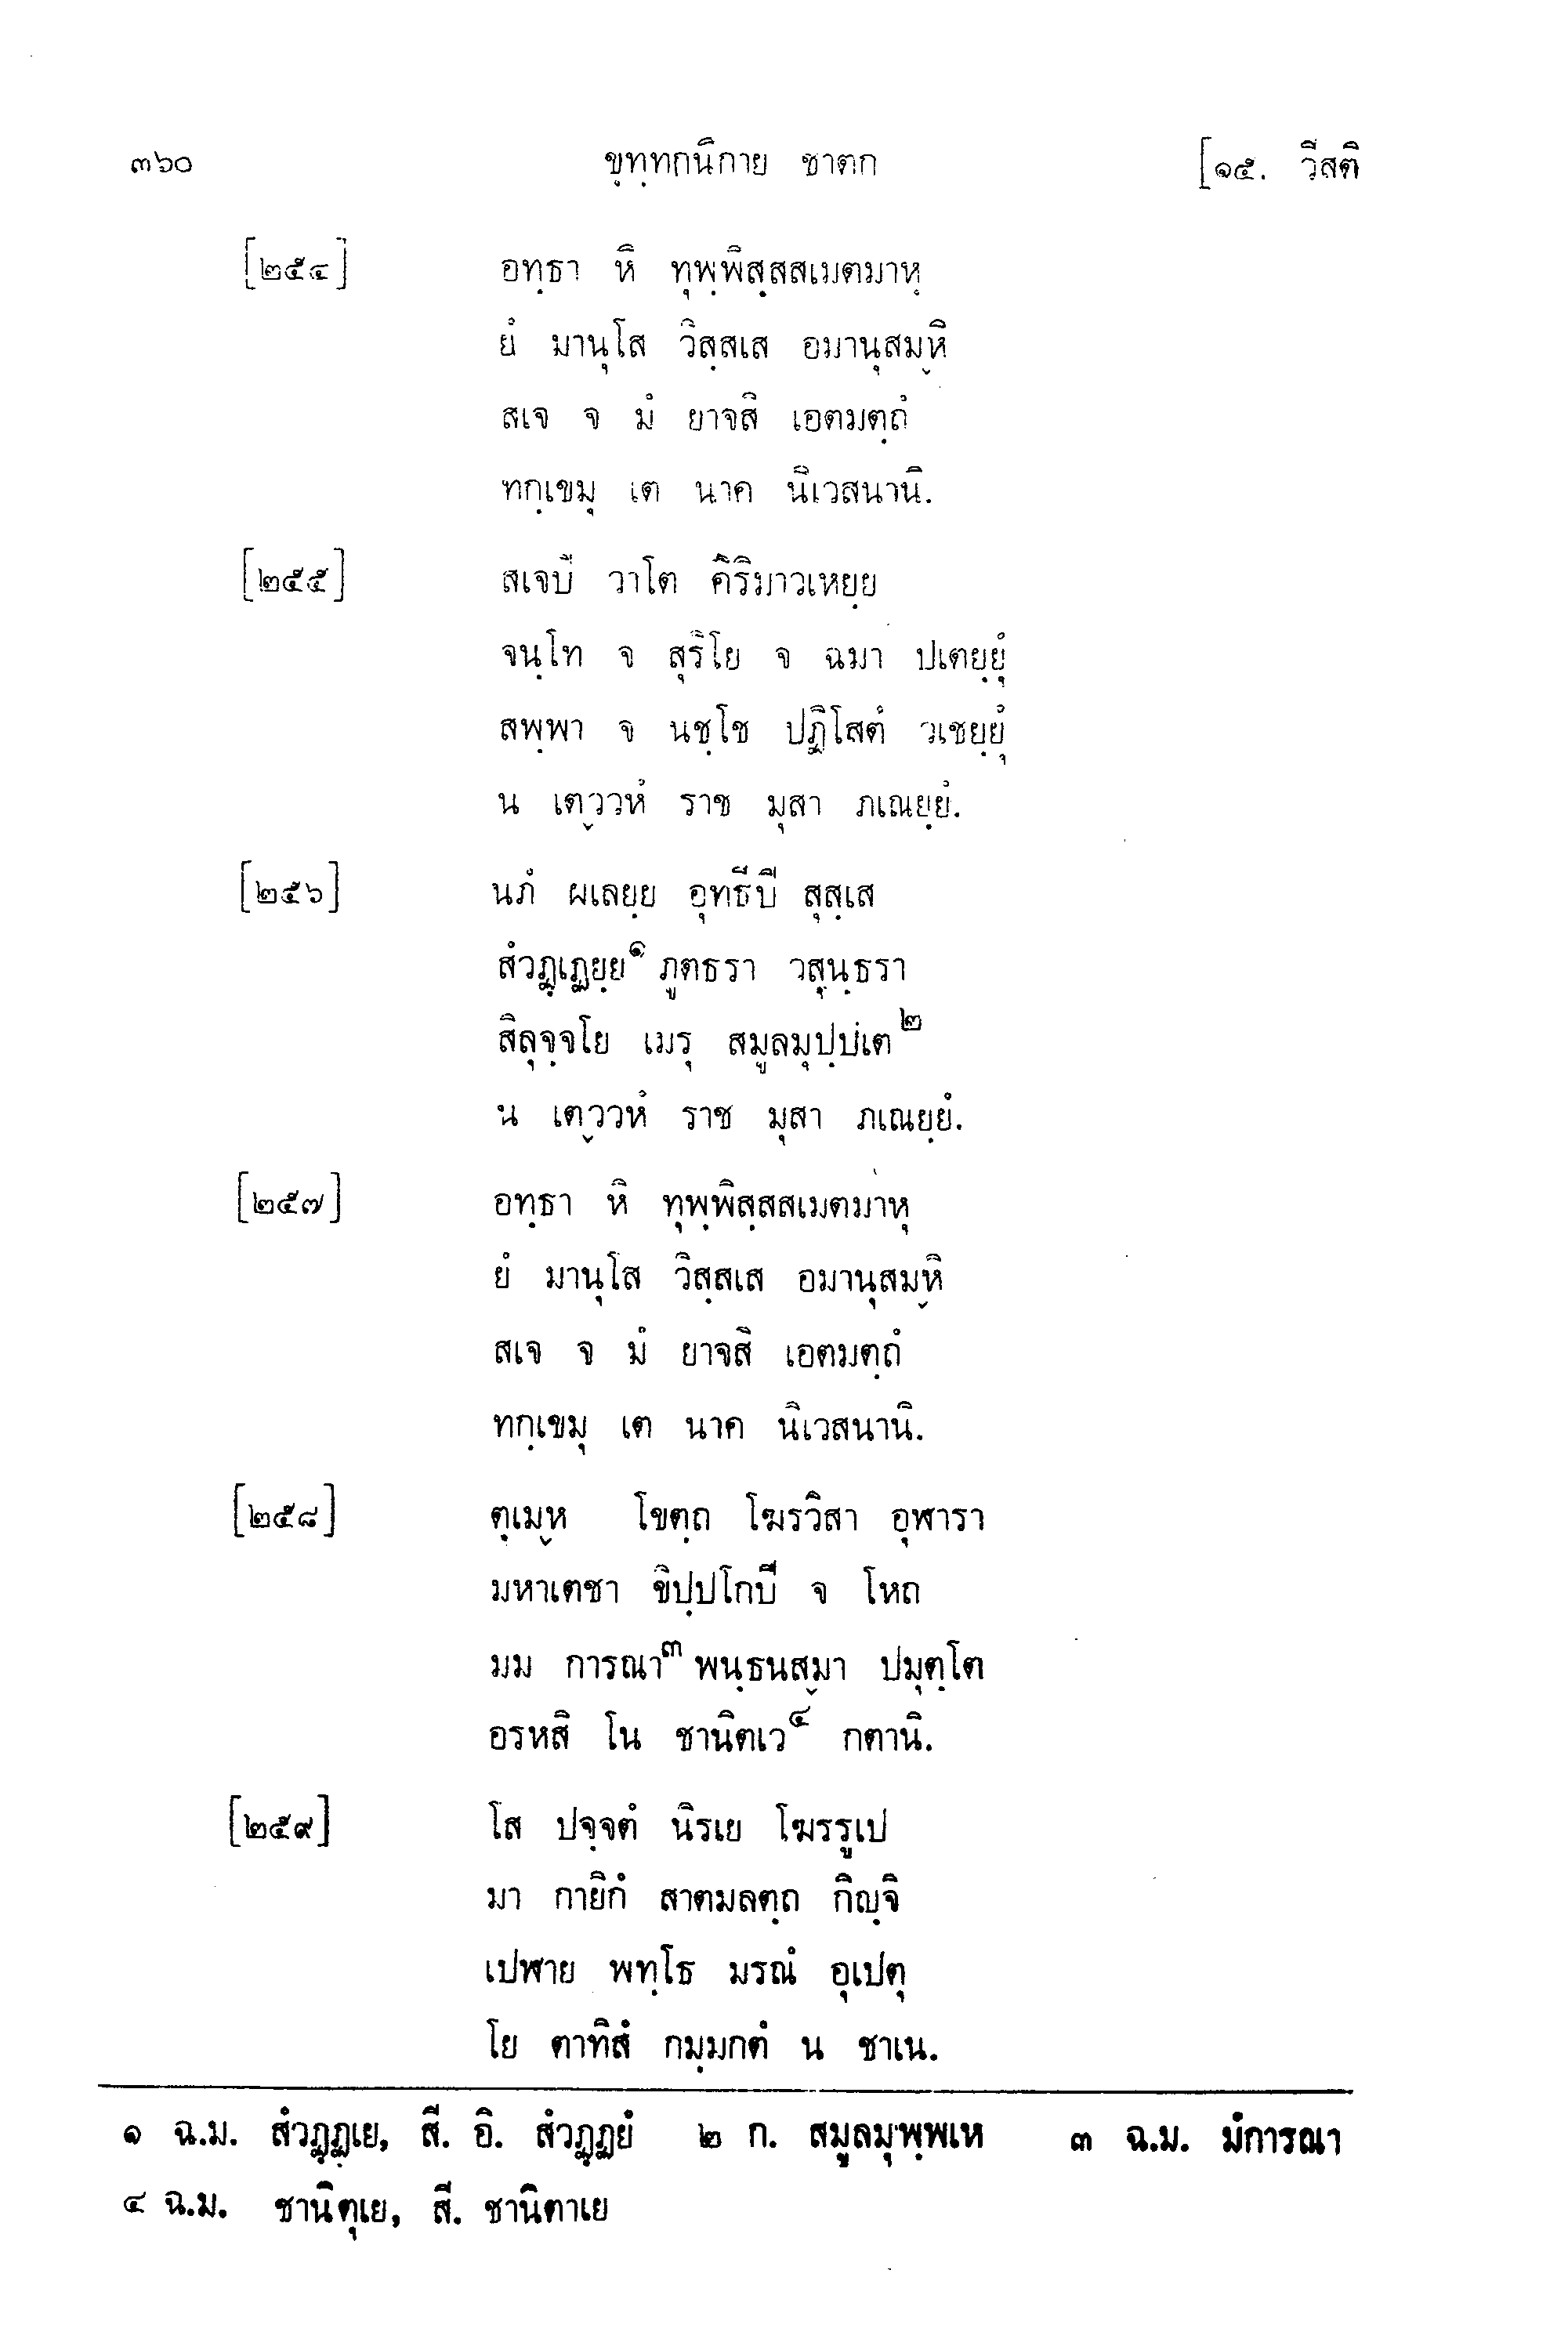 ๓๖๐ ขุทฺทกนิกาย ชาตก [๑๕. วีสติ
[๒๕๔] อทฺธา หิ ทุพฺพิสฺสสเมตมาหุ
ยํ มานุโส วิสฺสเส อมานุสมฺหิ
สเจ จ มํ ยาจสิ เอตมตฺถํ
ทกฺเขมุ เต นาค นิเวสนานิ.
[๒๕๕] สเจปิ วาโต คิริมาวเหยฺย
จนฺโท จ สุริโย จ ฉมา ปเตยฺยุํ
สพฺพา จ นชฺโช ปฏิโสตํ วเชยฺยุํ
น เตฺววหํ ราช มุสา ภเณยฺยํ.
[๒๕๖] นภํ ผเลยฺย อุทธีปิ สุสฺเส
สํวฏฺเฏยฺย๑ ภูตธรา วสุนฺธรา
สิลุจฺจโย เมรุ สมูลมุปฺปเต๒
น เตฺววหํ ราช มุสา ภเณยฺยํ.
[๒๕๗] อทฺธา หิ ทุพฺพิสฺสสเมตมาหุ
ยํ มานุโส วิสฺสเส อมานุสมฺหิ
สเจ จ มํ ยาจสิ เอตมตฺถํ
ทกฺเขมุ เต นาค นิเวสนานิ.
[๒๕๘] ตุเมฺห โขตฺถ โฆรวิสา อุฬารา
มหาเตชา ขิปฺปโกปี จ โหถ
มม การณา๓ พนฺธนสฺมา ปมุตฺโต
อรหสิ โน ชานิตเว๔ กตานิ.
[๒๕๙] โส ปจฺจตํ นิรเย โฆรรูเป
มา กายิกํ สาตมลตฺถ กิญฺจิ
เปฬาย พทฺโธ มรณํ อุเปตุ
โย ตาทิสํ กมฺมกตํ น ชาเน.
๑ ฉ.ม. สํวฏฺฏเย, สี. อิ. สํวฏฺฏยํ ๒ ก. สมูลมุพฺพเห ๓ ฉ.ม. มํการณา
๔ ฉ.ม. ชานิตุเย, สี. ชานิตาเย